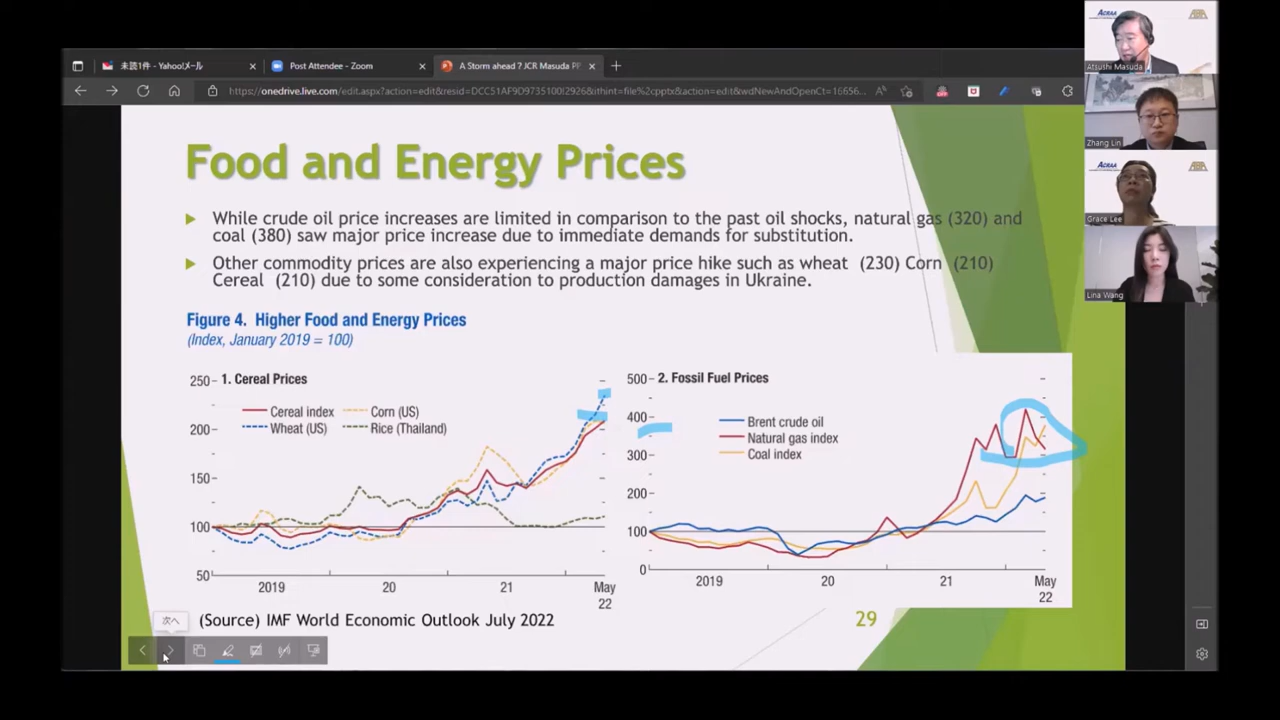 未読1件 - Yahoo!メール
Post Attendee - Zoom
A Storm ahead ? JCR Masuda PF
https://onedrive.live.com/edit.aspx?action=edit&resid=DCC51AF9D9735100!2926&ithint=file%2cpptx&action=edit&wdNewAndOpenCt=16656...
ACRAA
Atsushi Masuda
Zhang Lin
ACRAA
Grace Lee
Lina Wang
Food and Energy Prices
While crude oil price increases are limited in comparison to the past oil shocks, natural gas (320) and
coal (380) saw major price increase due to immediate demands for substitution.
Other commodity prices are also experiencing a major price hike such as wheat (230) Corn (210)
Cereal (210) due to some consideration to production damages in Ukraine.
Figure 4. Higher Food and Energy Prices
(Index, January 2019 = 100)
1. Cereal Prices
Cereal index
Corn (US)
Wheat (US)
Rice (Thailand)
250
200
150
100
50
2019
20
21
May
22
2. Fossil Fuel Prices
Brent crude oil
Natural gas index
Coal index
500
400
300
200
100
0
2019
20
21
May
22
(Source) IMF World Economic Outlook July 2022
29
次へ